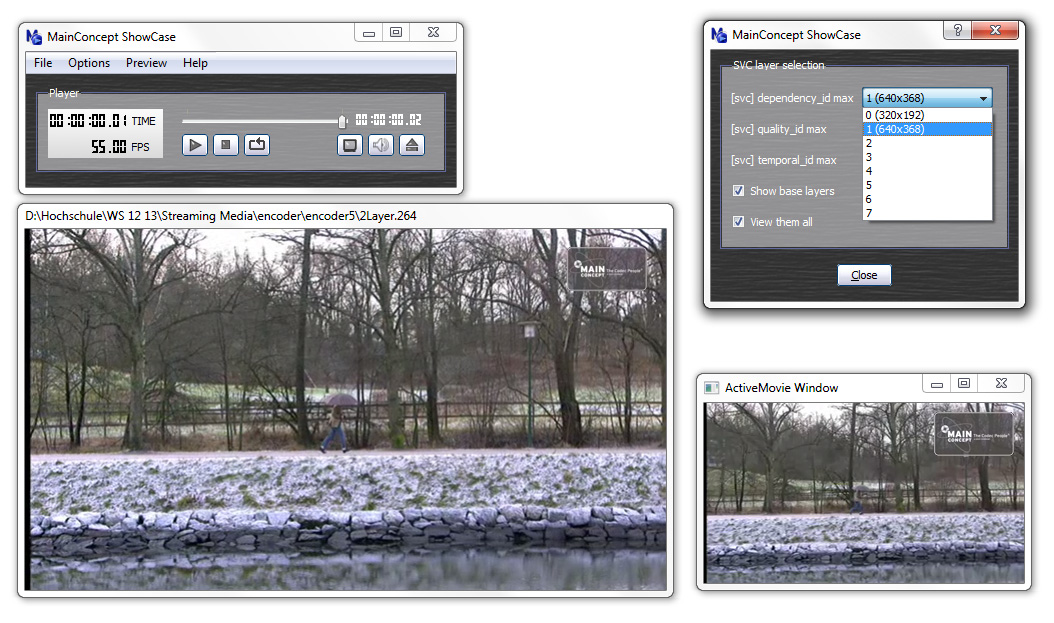 MainConcept ShowCase
File Options Preview Help
Player
00:00:00.01 TIME
00:00:00.02
55.00 FPS
D:\Hochschule\WS 12 13\Streaming Media\encoder\encoder5\2Layer.264
MAIN CONCEPT The Codec People
MainConcept ShowCase
?
SVC layer selection
[svc] dependency_id max 1 (640x368)
0 (320x192)
[svc] quality_id max 1 (640x368)
2
3
[svc] temporal_id max
4
5
Show base layers
6
7
View them all
Close
ActiveMovie Window
MAIN CONCEPT The Codec People